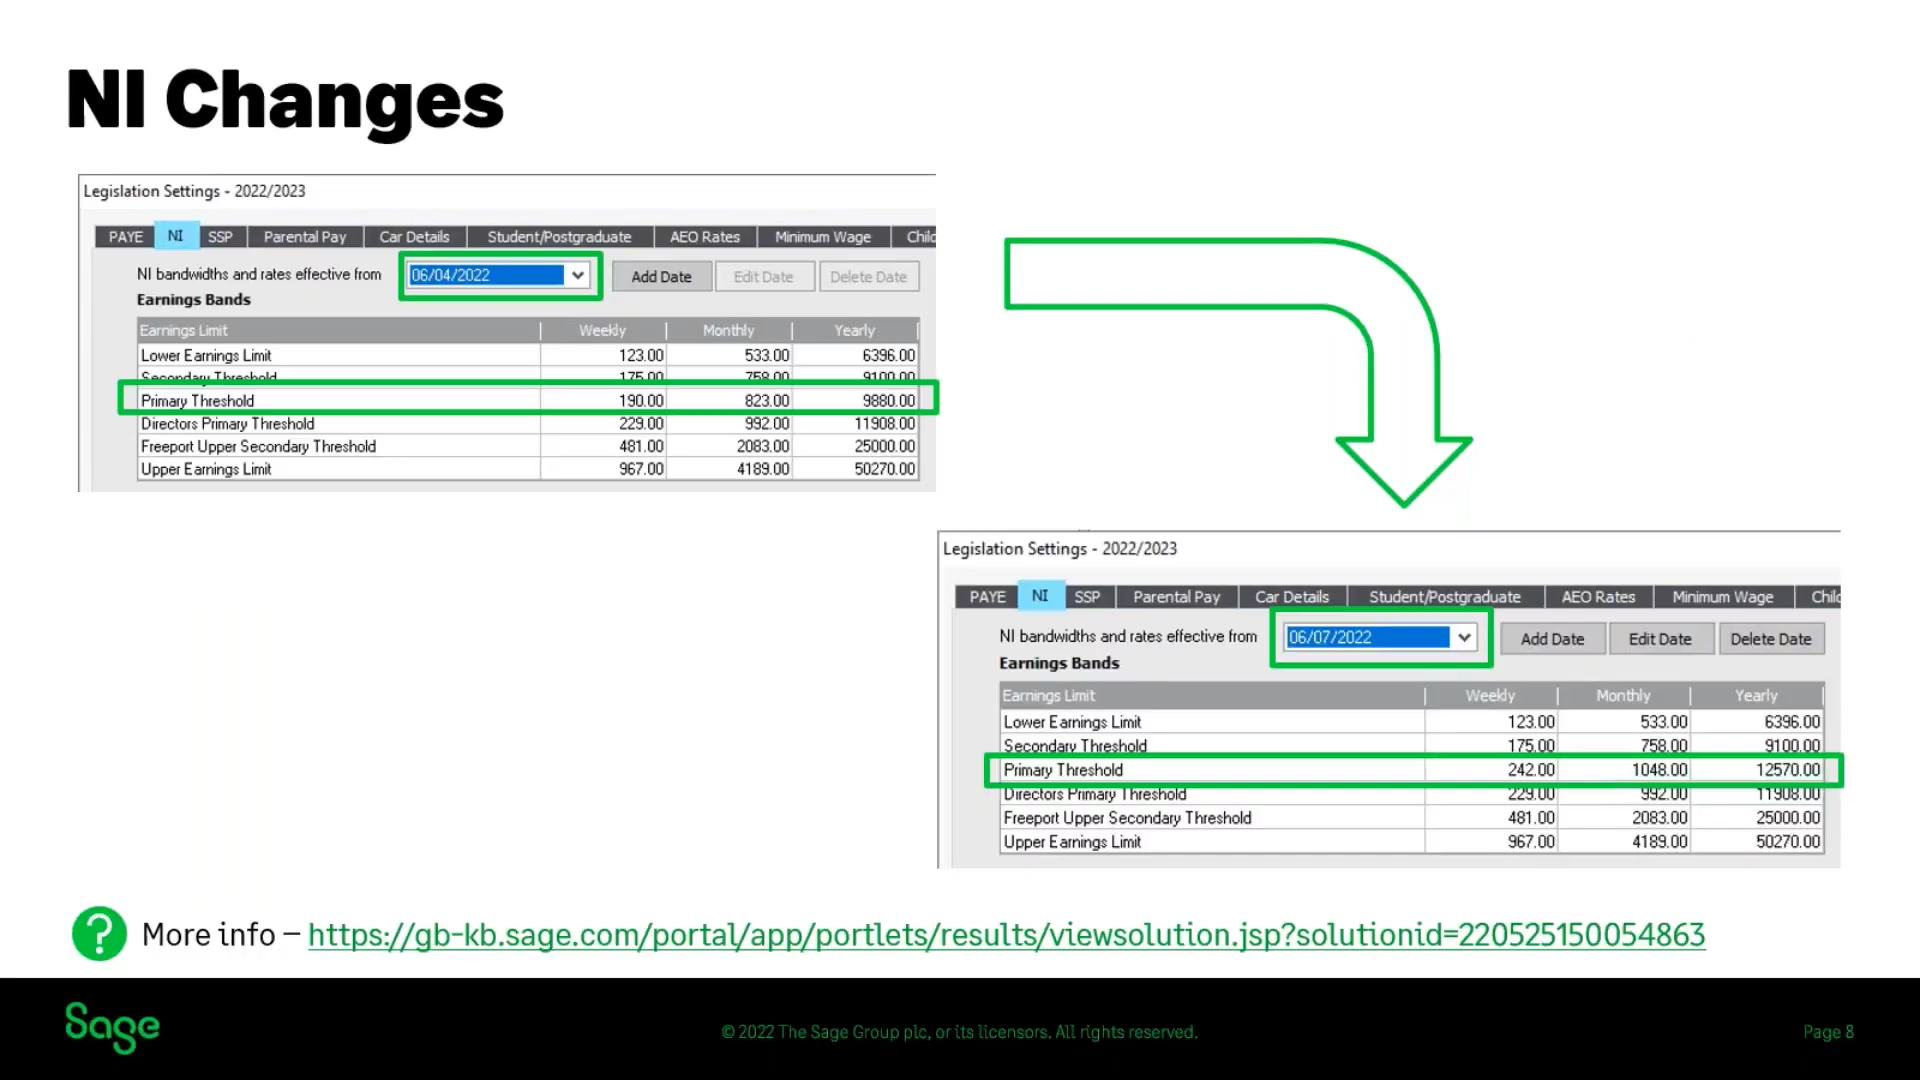 NI Changes
Legislation Settings - 2022/2023
PAYE NI SSP Parental Pay Car Details Student/Postgraduate AEO Rates Minimum Wage Chilc
NI bandwidths and rates effective from 06/04/2022 Add Date Edit Date Delete Date
Earnings Bands
Earnings Limit Weekly Monthly Yearly
Lower Earnings Limit 123.00 533.00 6396.00
Secondary Threshold 175.00 758.00 9100.00
Primary Threshold 190.00 823.00 9880.00
Directors Primary Threshold 229.00 992.00 11908.00
Freeport Upper Secondary Threshold 481.00 2083.00 25000.00
Upper Earnings Limit 967.00 4189.00 50270.00
Legislation Settings - 2022/2023
PAYE NI SSP Parental Pay Car Details Student/Postgraduate AEO Rates Minimum Wage Chilc
NI bandwidths and rates effective from 06/07/2022 Add Date Edit Date Delete Date
Earnings Bands
Earnings Limit Weekly Monthly Yearly
Lower Earnings Limit 123.00 533.00 6396.00
Secondary Threshold 175.00 758.00 9100.00
Primary Threshold 242.00 1048.00 12570.00
Directors Primary Threshold 229.00 992.00 11908.00
Freeport Upper Secondary Threshold 481.00 2083.00 25000.00
Upper Earnings Limit 967.00 4189.00 50270.00
? More info – https://gb-kb.sage.com/portal/app/portlets/results/viewsolution.jsp?solutionid=220525150054863
Sage © 2022 The Sage Group plc, or its licensors. All rights reserved. Page 8